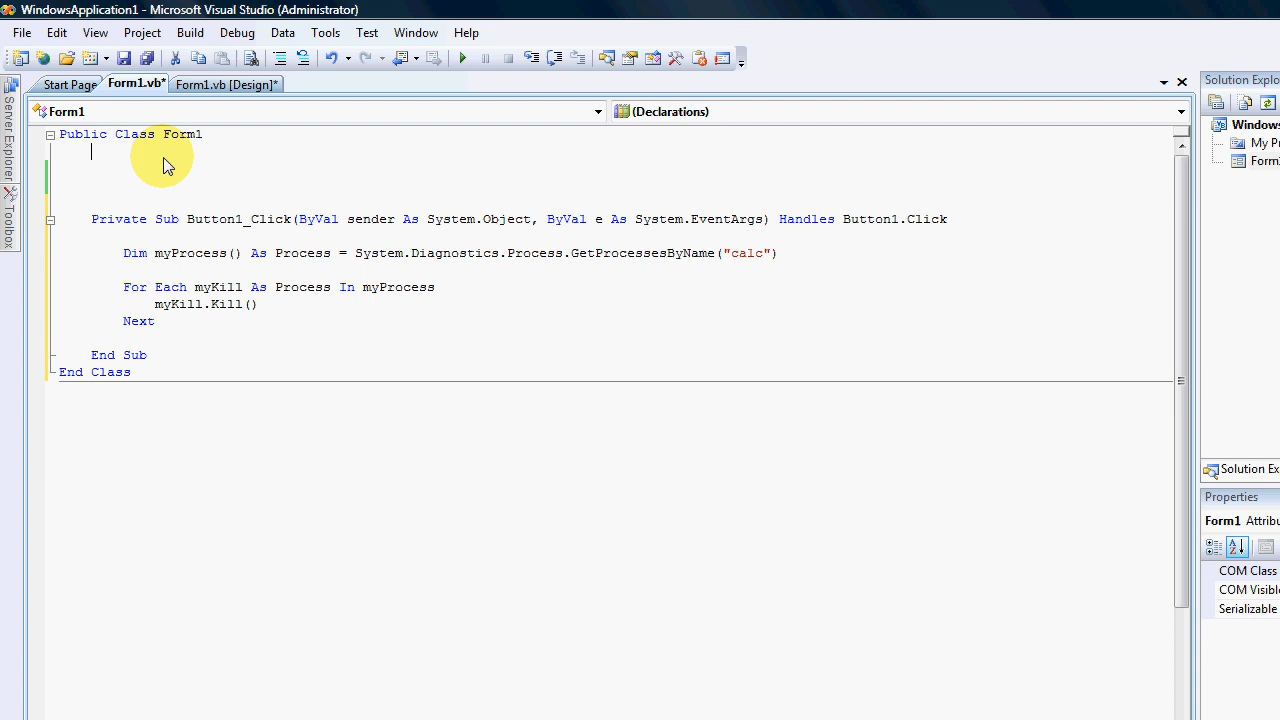 WindowsApplication1 - Microsoft Visual Studio (Administrator)
File Edit View Project Build Debug Data Tools Test Window Help
Start Page Form1.vb* Form1.vb [Design]*
Solution Explo
Form1 (Declarations)
Server Explorer
Toolbox
Public Class Form1
Private Sub Button1_Click(ByVal sender As System.Object, ByVal e As System.EventArgs) Handles Button1.Click
Dim myProcess() As Process = System.Diagnostics.Process.GetProcessesByName("calc")
For Each myKill As Process In myProcess
myKill.Kill()
Next
End Sub
End Class
Windows
My Pr
Form
Solution Ex
Properties
Form1 Attribu
COM Class
COM Visibl
Serializable